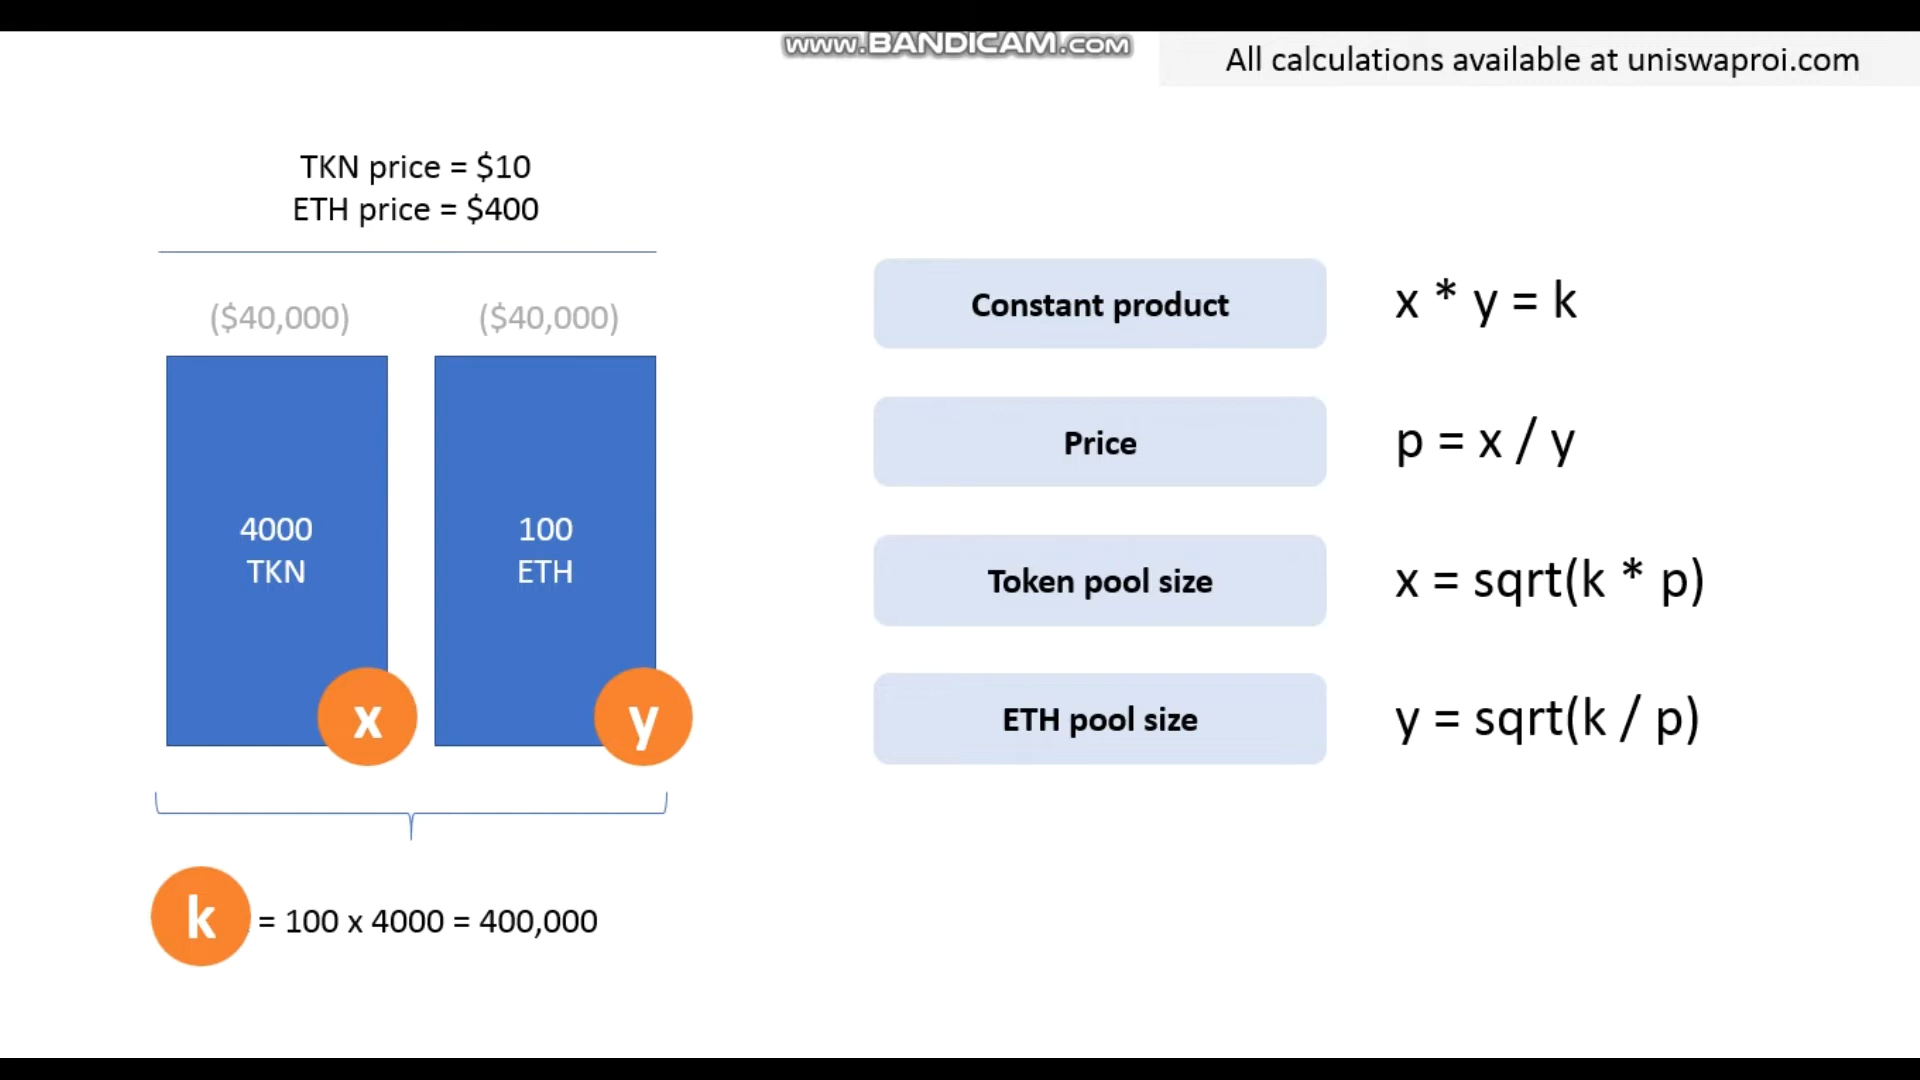 www.BANDICAM.com
All calculations available at uniswaproi.com
TKN price = $10
ETH price = $400
($40,000)
($40,000)
4000
TKN
100
ETH
x
y
k = 100 x 4000 = 400,000
Constant product
x * y = k
Price
p = x / y
Token pool size
x = sqrt(k * p)
ETH pool size
y = sqrt(k / p)